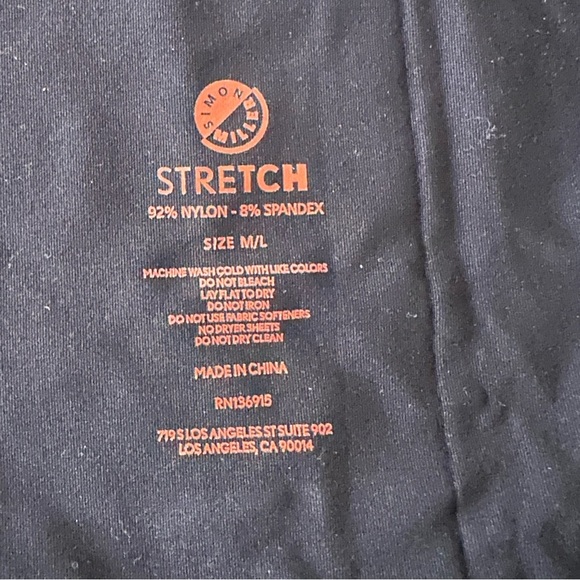 SIMON
MILLER
STRETCH
92% NYLON - 8% SPANDEX
SIZE M/L
MACHINE WASH COLD WITH LIKE COLORS
DO NOT BLEACH
LAY FLAT TO DRY
DO NOT IRON
DO NOT USE FABRIC SOFTENERS
NO DRYER SHEETS
DO NOT DRY CLEAN
MADE IN CHINA
RN136915
719 S LOS ANGELES ST SUITE 902
LOS ANGELES, CA 90014